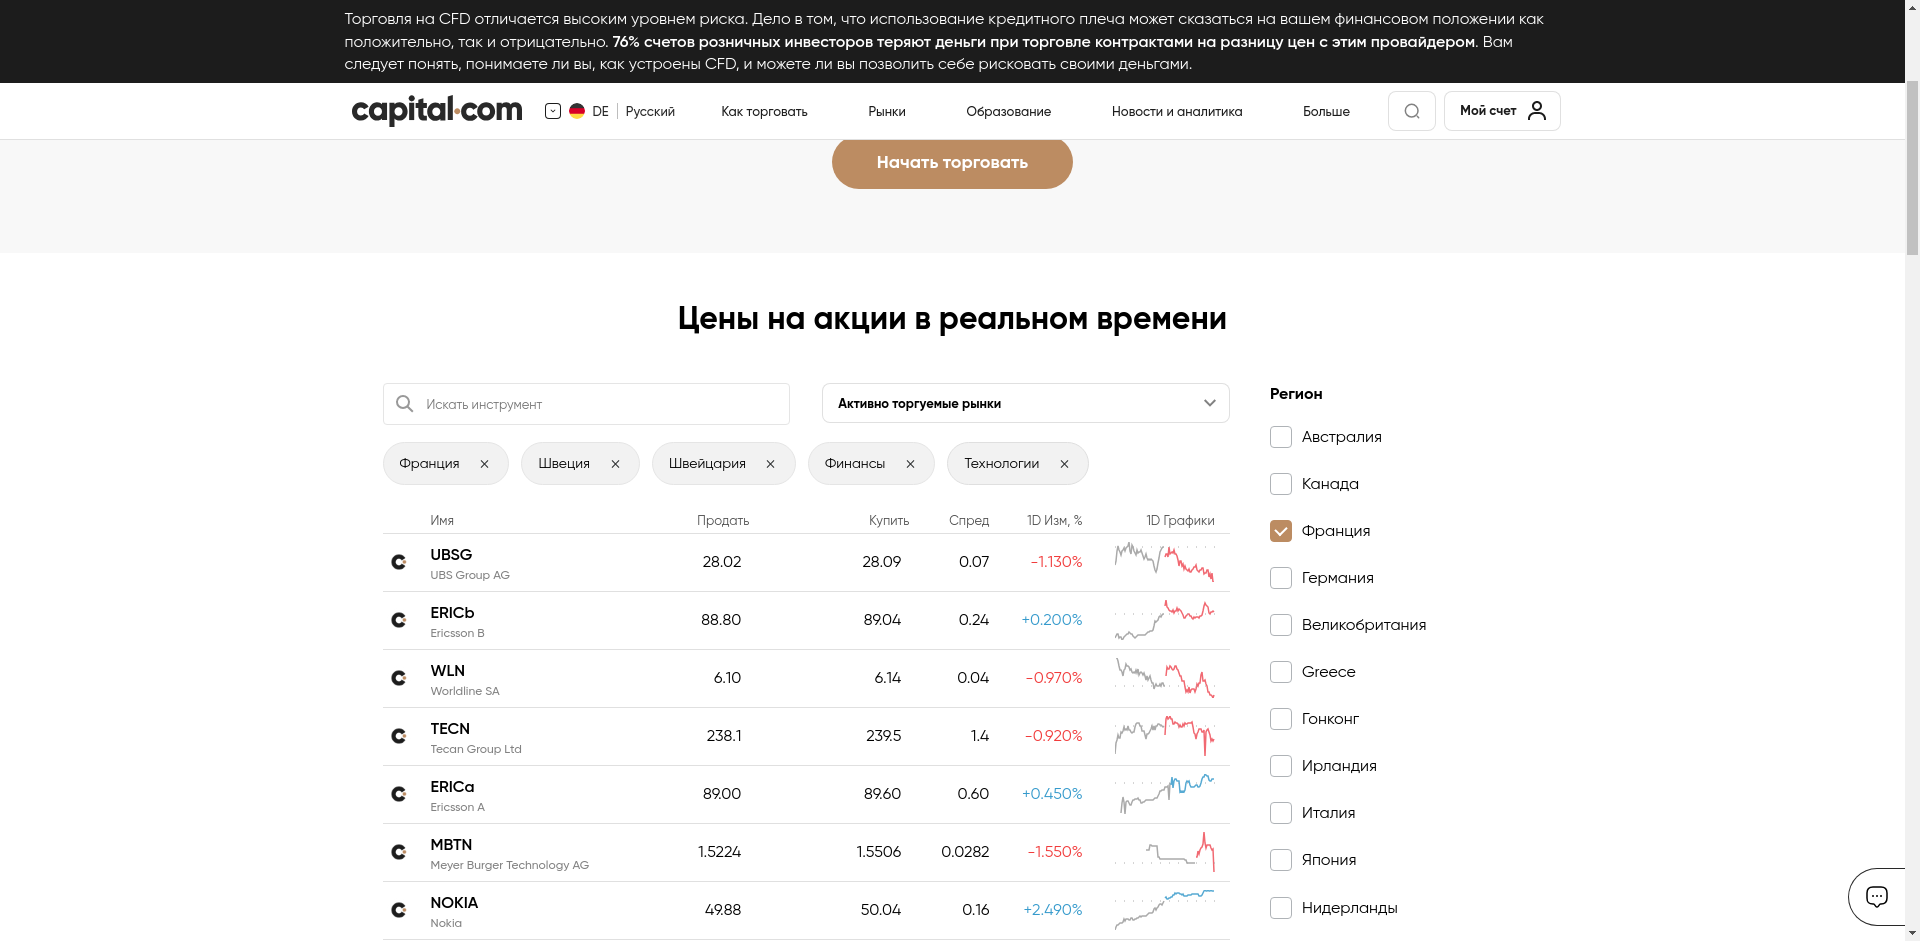 Торговля на CFD отличается высоким уровнем риска. Дело в том, что использование кредитного плеча может сказаться на вашем финансовом положении как
положительно, так и отрицательно. 76% счетов розничных инвесторов теряют деньги при торговле контрактами на разницу цен с этим провайдером. Вам
следует понять, понимаете ли вы, как устроены CFD, и можете ли вы позволить себе рисковать своими деньгами.
capital.com DE Русский Как торговать Рынки Образование Новости и аналитика Больше Мой счет
Начать торговать
Цены на акции в реальном времени
Искать инструмент Активно торгуемые рынки
Франция Швеция Швейцария Финансы Технологии
Имя Продать Купить Спред 1D Изм, % 1D Графики
UBSG 28.02 28.09 0.07 -1.130%
UBS Group AG
ERICb 88.80 89.04 0.24 +0.200%
Ericsson B
WLN 6.10 6.14 0.04 -0.970%
Worldline SA
TECN 238.1 239.5 1.4 -0.920%
Tecan Group Ltd
ERICa 89.00 89.60 0.60 +0.450%
Ericsson A
MBTN 1.5224 1.5506 0.0282 -1.550%
Meyer Burger Technology AG
NOKIA 49.88 50.04 0.16 +2.490%
Nokia
Регион
Австралия
Канада
Франция
Германия
Великобритания
Greece
Гонконг
Ирландия
Италия
Япония
Нидерланды